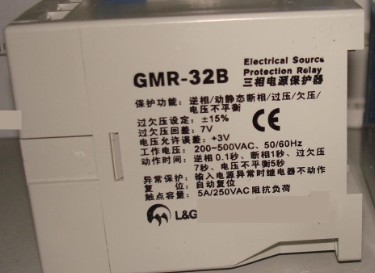 GMR-32B
Electrical Source
Protection Relay
三相电源保护器
保护功能：逆相/动静态断相/过压/欠压/
电压不平衡
过欠压设定：±15%
过欠压回差：7V
电压允许误差：+3V
工作电压：200-500VAC、50/60Hz
动作时间：逆相 0.1秒、断相1秒、过欠压
7秒、电压不平衡5秒
异常保护：输入电源异常时继电器不动作
复 位：自动复位
触点容量：5A/250VAC阻抗负荷
CE
L&G